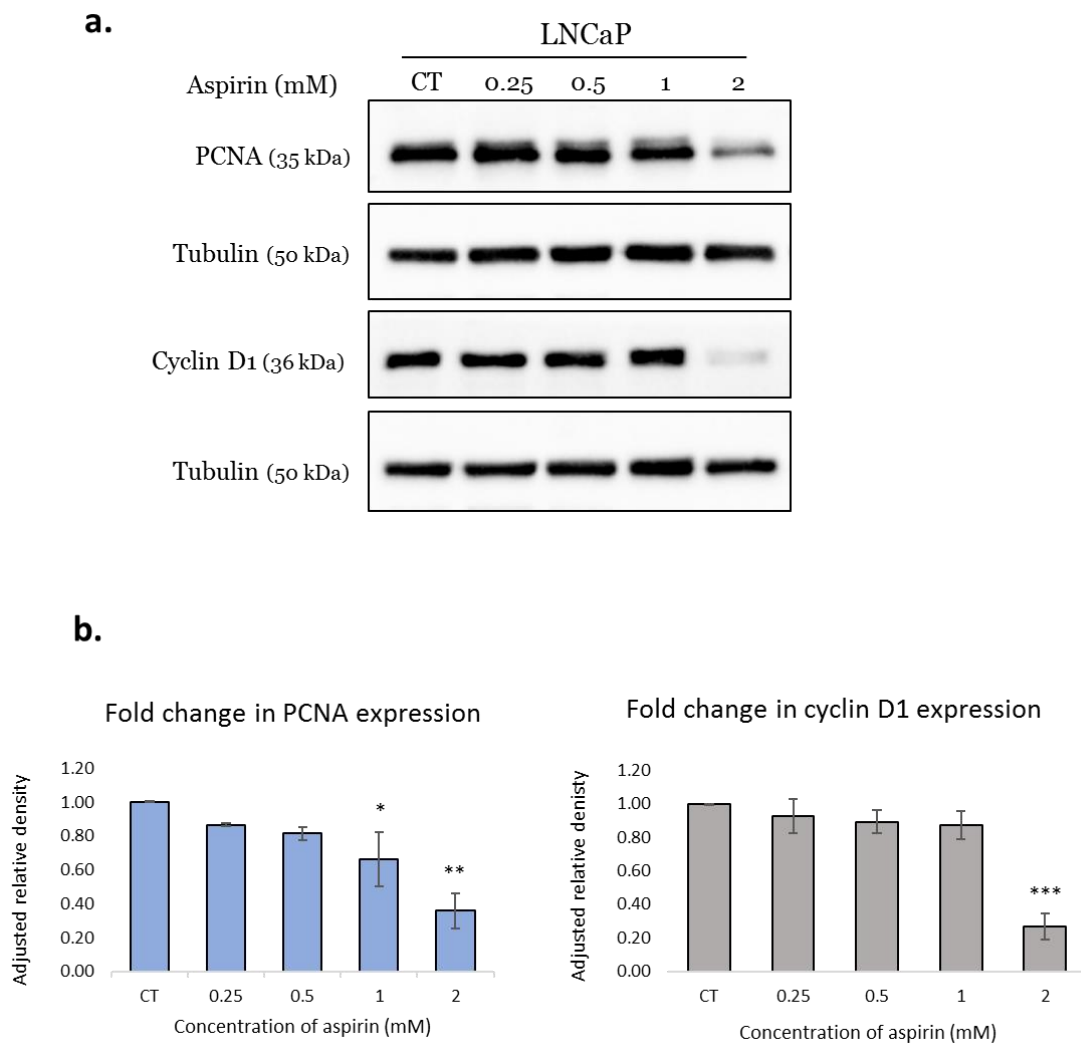 a.
LNCaP
Aspirin (mM) CT 0.25 0.5 1 2
PCNA (35 kDa)
Tubulin (50 kDa)
Cyclin D1 (36 kDa)
Tubulin (50 kDa)
b.
Fold change in PCNA expression
Adjusted relative density
1.20
1.00
0.80
0.60
0.40
0.20
0.00
*
**
CT 0.25 0.5 1 2
Concentration of aspirin (mM)
Fold change in cyclin D1 expression
Adjusted relative denisty
1.20
1.00
0.80
0.60
0.40
0.20
0.00
***
CT 0.25 0.5 1 2
Concentration of aspirin (mM)